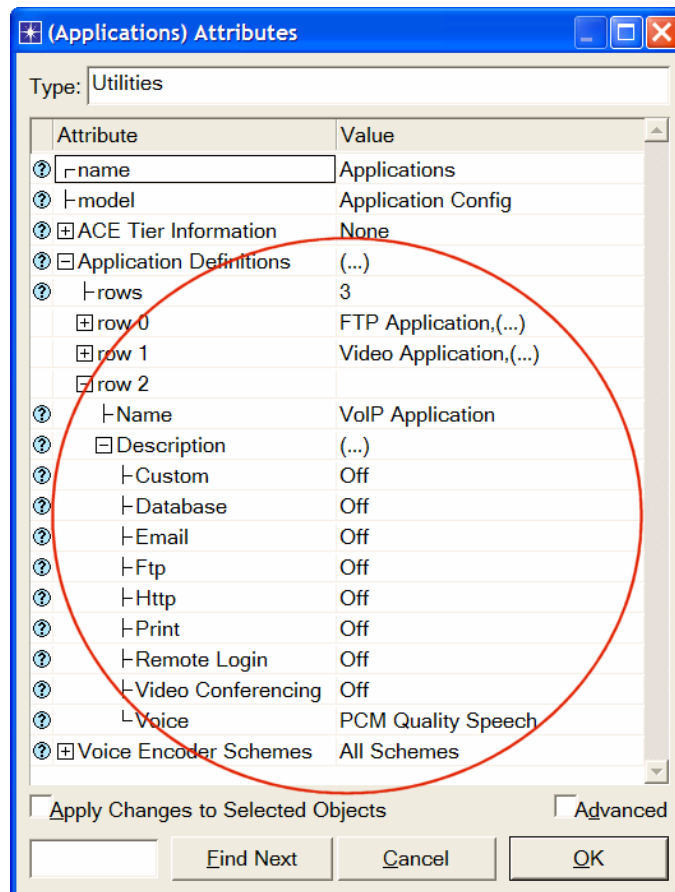 (Applications) Attributes
Type: Utilities
Attribute Value
name Applications
model Application Config
ACE Tier Information None
Application Definitions (...)
rows 3
row 0 FTP Application,(...)
row 1 Video Application,(...)
row 2
Name VoIP Application
Description (...)
Custom Off
Database Off
Email Off
Ftp Off
Http Off
Print Off
Remote Login Off
Video Conferencing Off
Voice PCM Quality Speech
Voice Encoder Schemes All Schemes
Apply Changes to Selected Objects Advanced
Find Next Cancel OK